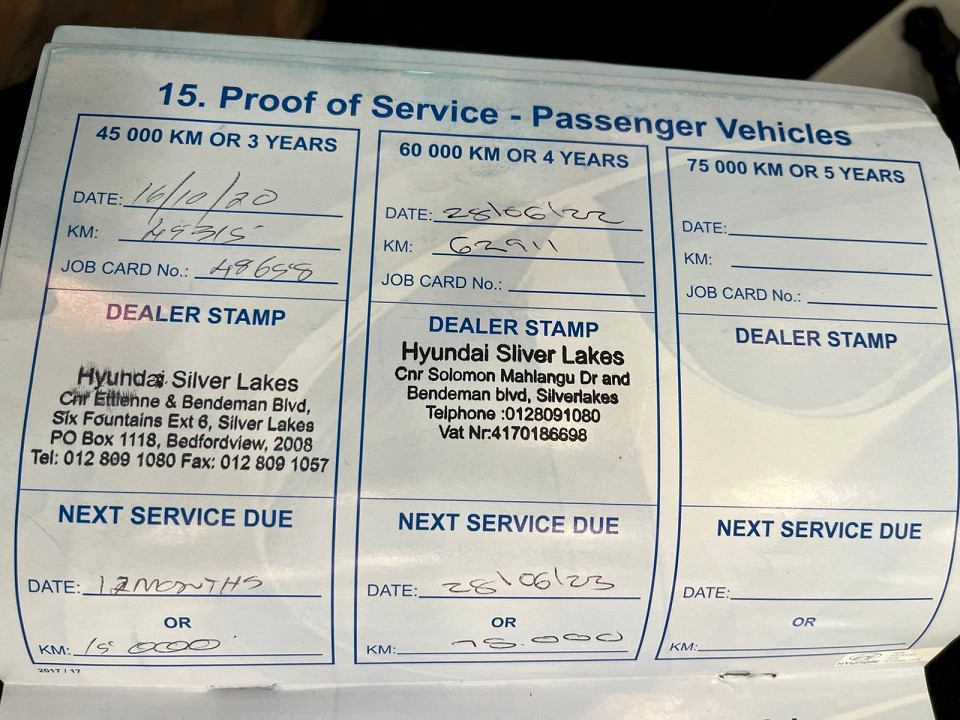 15. Proof of Service - Passenger Vehicles
45 000 KM OR 3 YEARS
DATE: 16/10/20
KM: 49315
JOB CARD No.: 48658
DEALER STAMP
Hyundai Silver Lakes
Cnr Ettienne & Bendeman Blvd,
Six Fountains Ext 6, Silver Lakes
PO Box 1118, Bedfordview, 2008
Tel: 012 809 1080 Fax: 012 809 1057
NEXT SERVICE DUE
DATE: 12 MONTHS
OR
KM: 15 000
2017 / 17
60 000 KM OR 4 YEARS
DATE: 28\06\22
KM: 62911
JOB CARD No.:
DEALER STAMP
Hyundai Sliver Lakes
Cnr Solomon Mahlangu Dr and
Bendeman blvd, Silverlakes
Telphone :0128091080
Vat Nr:4170186698
NEXT SERVICE DUE
DATE: 28\06\23
OR
KM: 75.000
75 000 KM OR 5 YEARS
DATE:
KM:
JOB CARD No.:
DEALER STAMP
NEXT SERVICE DUE
DATE:
OR
KM:
HYUNDAI